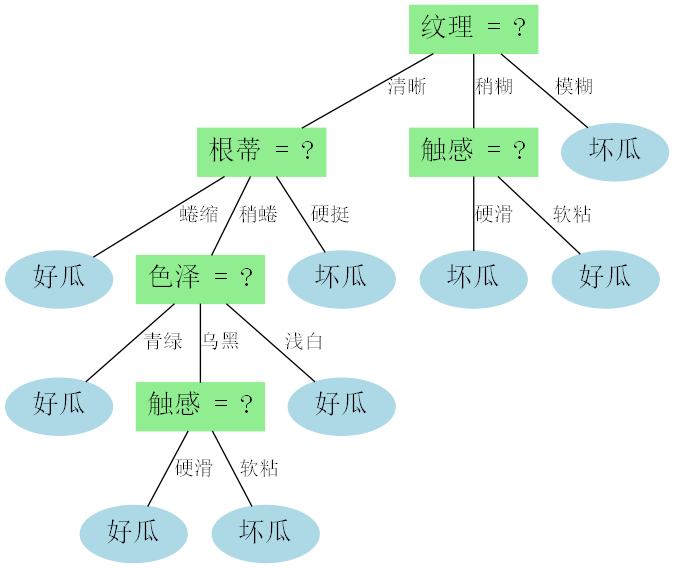 纹理 = ?
清晰 稍糊 模糊
根蒂 = ? 触感 = ? 坏瓜
蜷缩 稍蜷 硬挺 硬滑 软粘
好瓜 色泽 = ? 坏瓜 坏瓜 好瓜
青绿 乌黑 浅白
好瓜 触感 = ? 好瓜
硬滑 软粘
好瓜 坏瓜